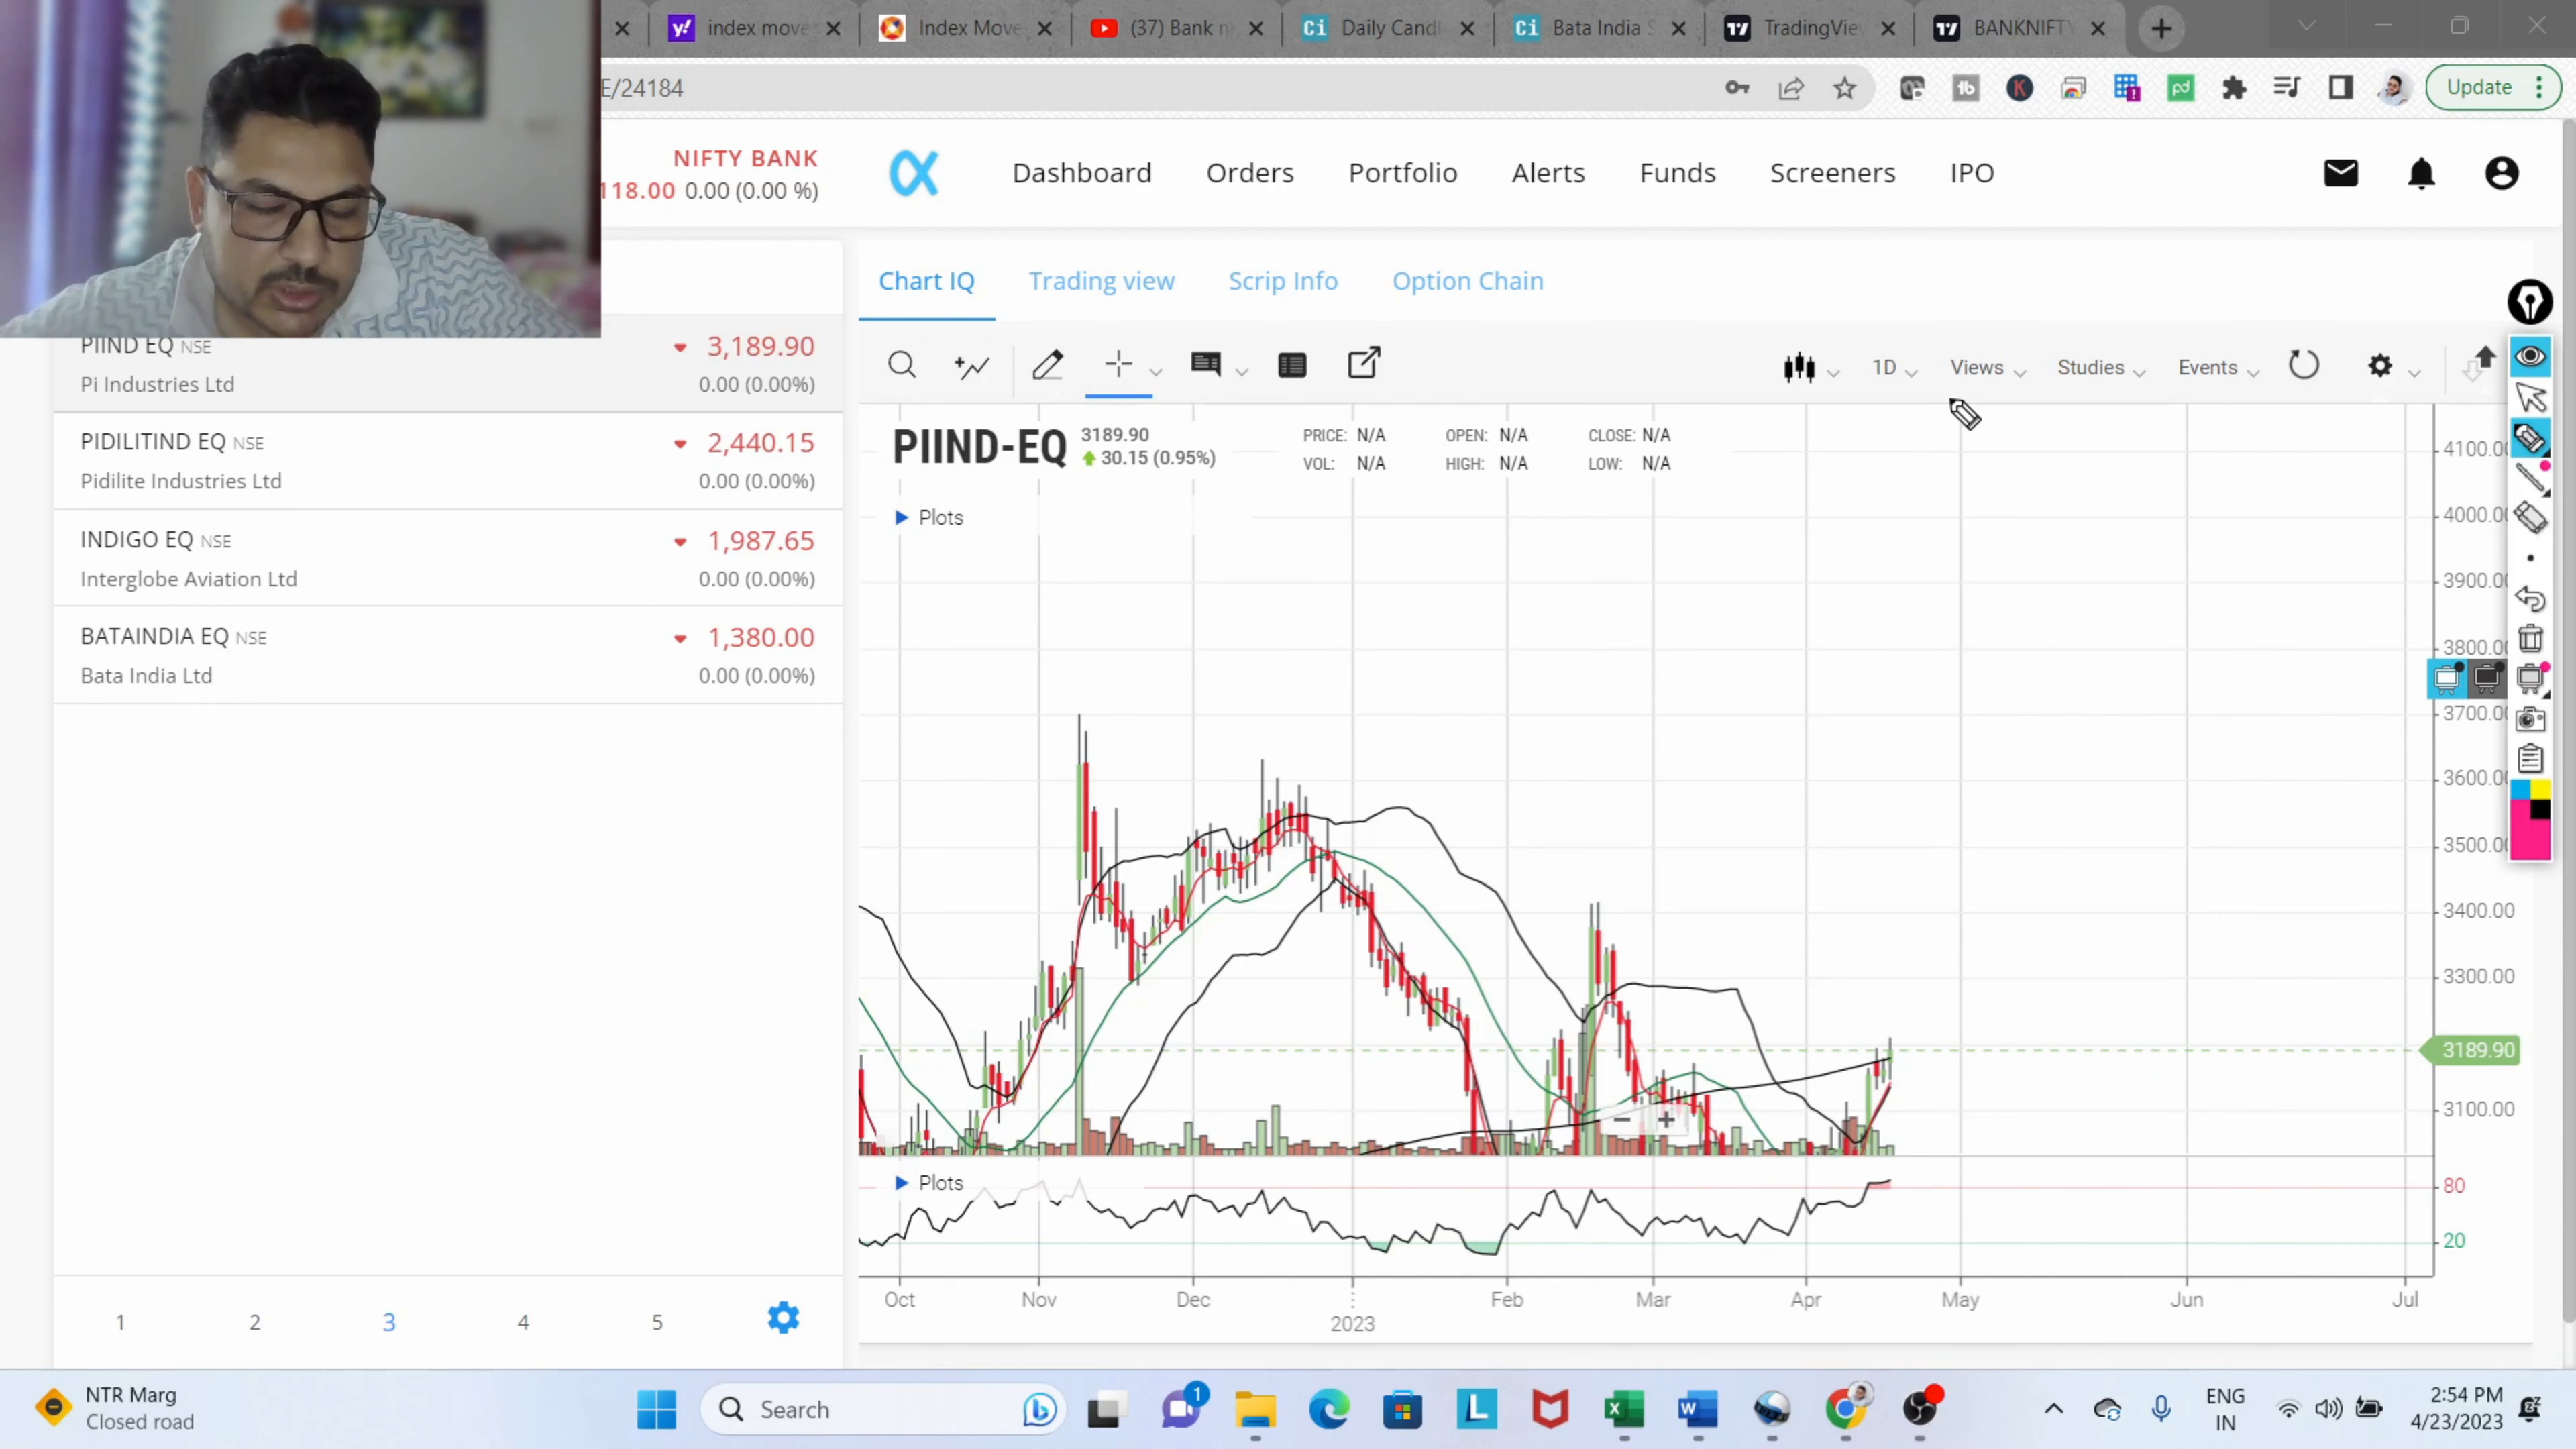 index move
Index Move
(37) Bank n
Daily Candl
Bata India S
TradingView
BANKNIFTY
E/24184
Update
NIFTY BANK
118.00 0.00 (0.00 %)
Dashboard
Orders
Portfolio
Alerts
Funds
Screeners
IPO
Chart IQ
Trading view
Scrip Info
Option Chain
PIIND EQ NSE
3,189.90
Pi Industries Ltd
0.00 (0.00%)
PIDILITIND EQ NSE
2,440.15
Pidilite Industries Ltd
0.00 (0.00%)
INDIGO EQ NSE
1,987.65
Interglobe Aviation Ltd
0.00 (0.00%)
BATAINDIA EQ NSE
1,380.00
Bata India Ltd
0.00 (0.00%)
1 2 3 4 5
1D
Views
Studies
Events
PIIND-EQ
3189.90
30.15 (0.95%)
PRICE: N/A OPEN: N/A CLOSE: N/A
VOL: N/A HIGH: N/A LOW: N/A
Plots
4100.00
4000.00
3900.00
3800.00
3700.00
3600.00
3500.00
3400.00
3300.00
3189.90
3100.00
Plots
80
20
Oct Nov Dec Feb Mar Apr May Jun Jul
2023
NTR Marg
Closed road
Search
1
ENG
IN
2:54 PM
4/23/2023